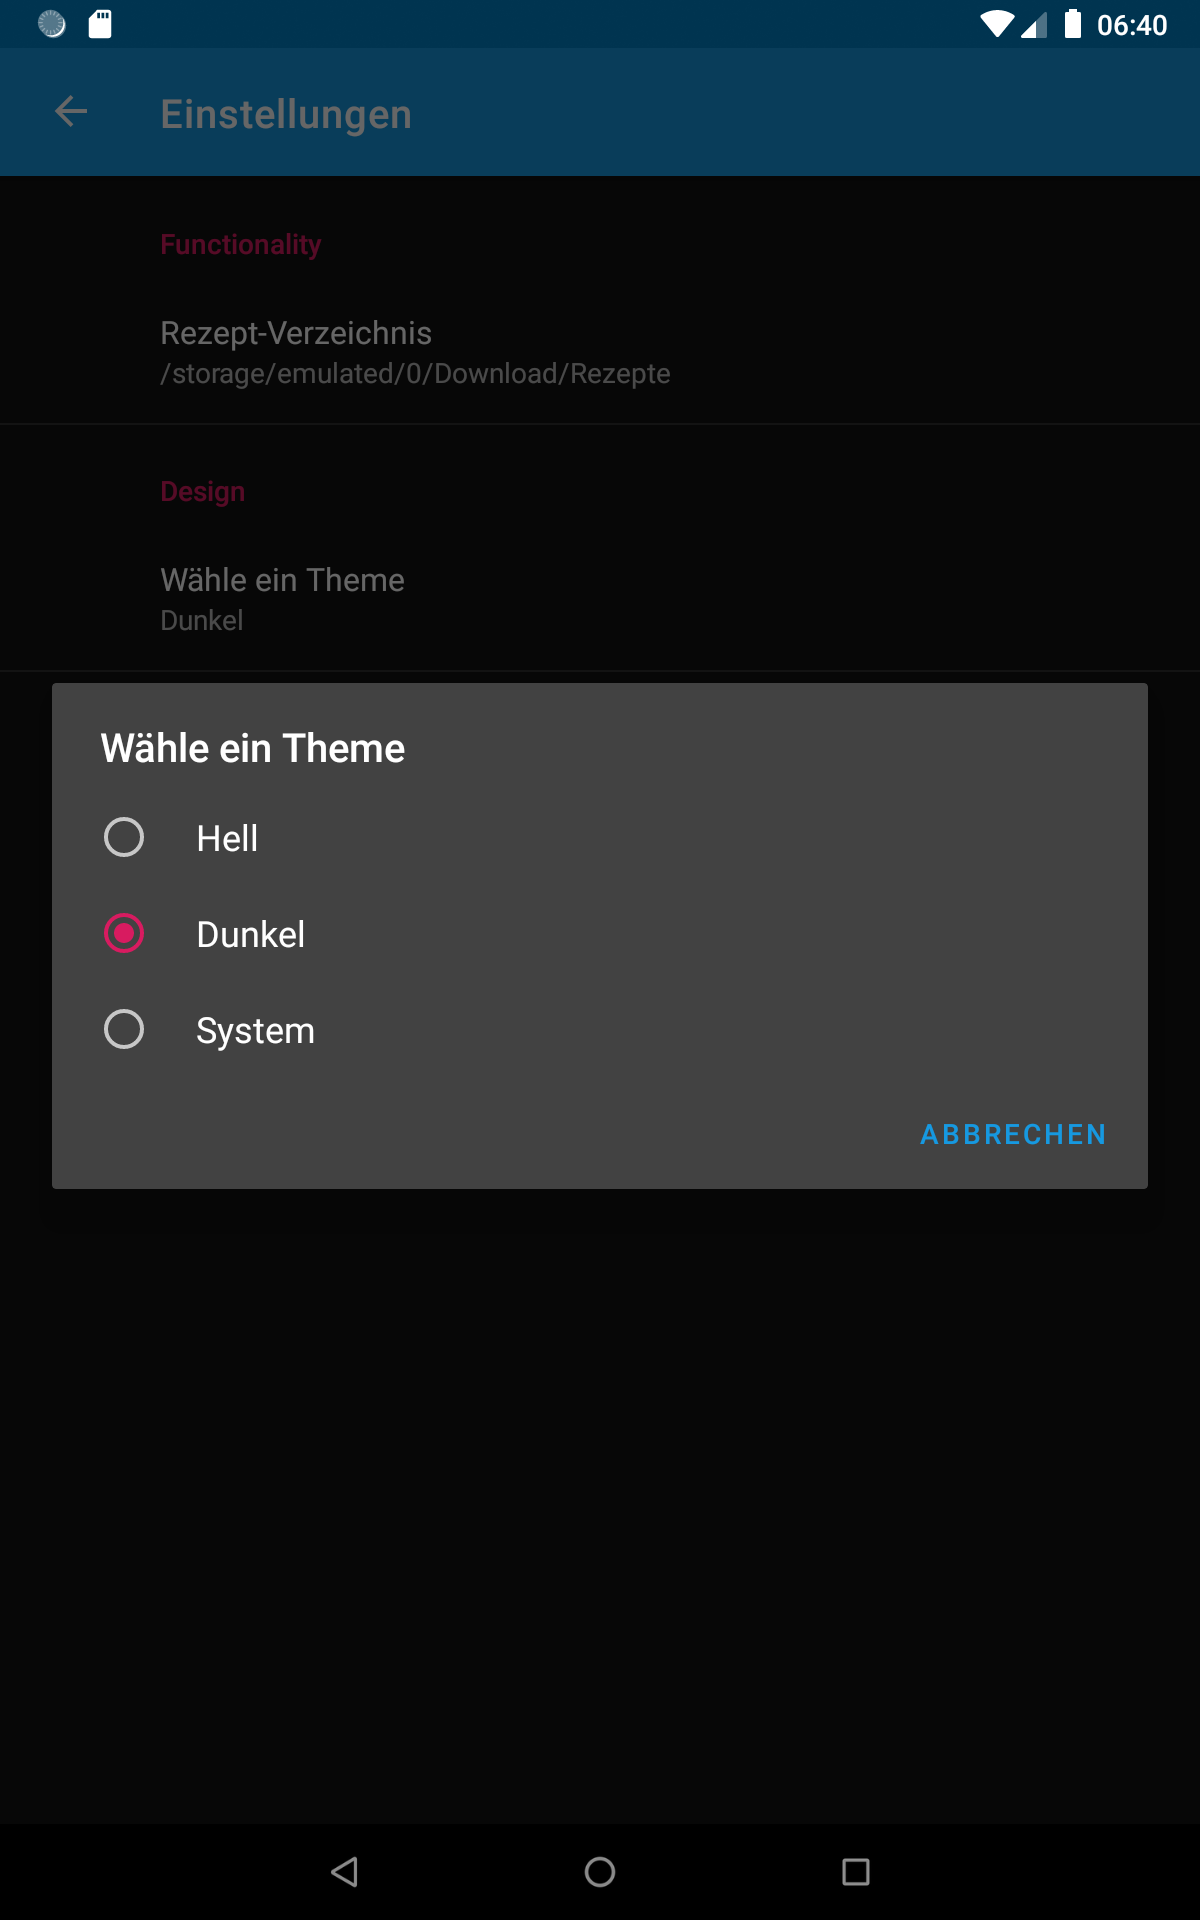 06:40
Einstellungen
Functionality
Rezept-Verzeichnis
/storage/emulated/0/Download/Rezepte
Design
Wähle ein Theme
Dunkel
Wähle ein Theme
Hell
Dunkel
System
ABBRECHEN